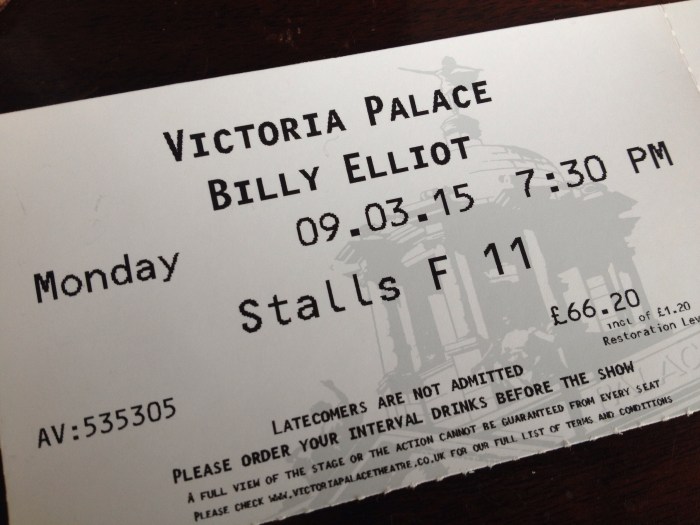 VICTORIA PALACE
BILLY ELLIOT
Monday 09.03.15 7:30 PM
Stalls F 11
£66.20
incl of £1.20
Restoration Lev
AV:535305
LATECOMERS ARE NOT ADMITTED
PLEASE ORDER YOUR INTERVAL DRINKS BEFORE THE SHOW
A FULL VIEW OF THE STAGE OR THE ACTION CANNOT BE GUARANTEED FROM EVERY SEAT
PLEASE CHECK WWW.VICTORIAPALACETHEATRE.CO.UK FOR OUR FULL LIST OF TERMS AND CONDITIONS